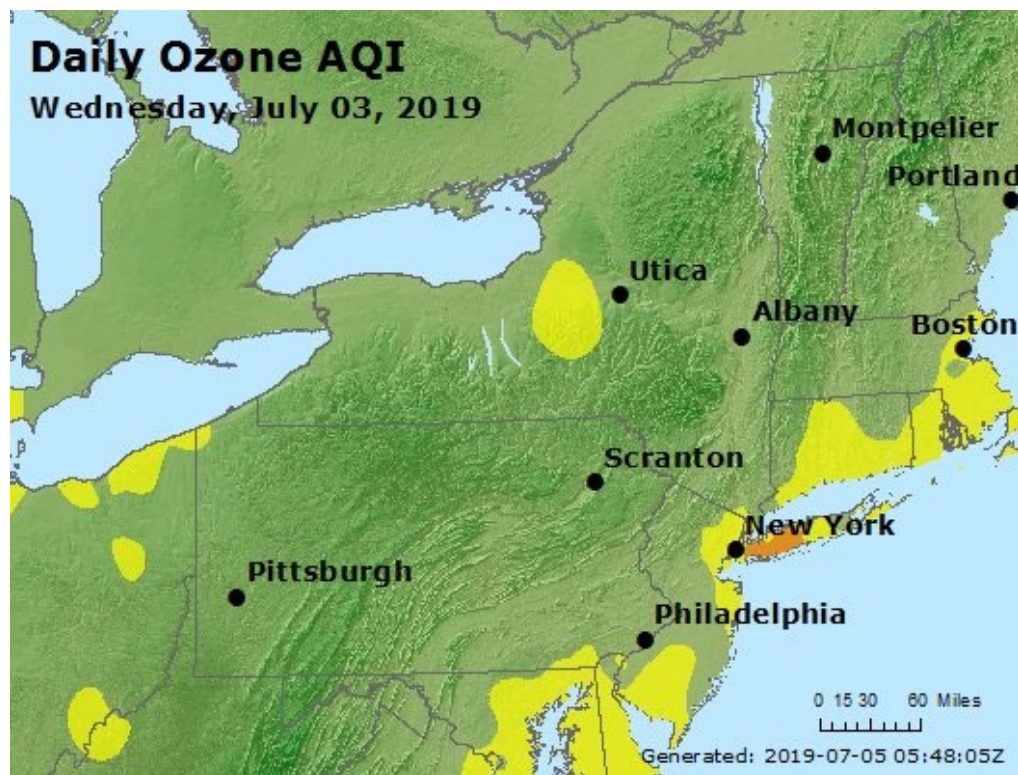 Daily Ozone AQI
Wednesday, July 03, 2019
Montpelier
Portland
Utica
Albany
Boston
Scranton
New York
Pittsburgh
Philadelphia
0 15 30 60 Miles
Generated: 2019-07-05 05:48:05Z